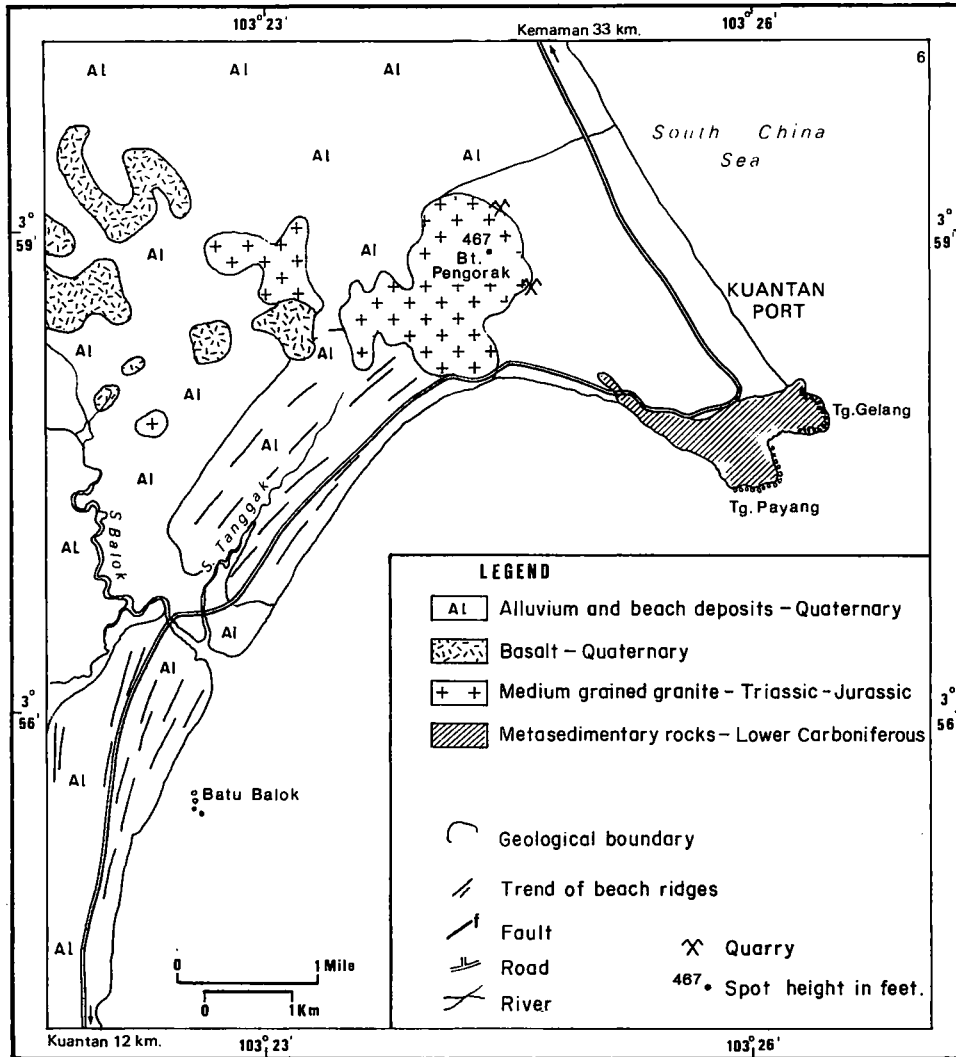 103° 23'
103° 26'
Kemaman 33 km.
6
Al
Al
Al
South China
Sea
Al
Al
3°
59'
3°
59'
467
Bt.
Pengorak
Al
Al
KUANTAN
PORT
Al
Al
Al
Tg. Gelang
Al
Al
S. Tanggak
Tg. Payang
S Balok
Al
LEGEND
Al Alluvium and beach deposits – Quaternary
Basalt – Quaternary
Medium grained granite – Triassic – Jurassic
Metasedimentary rocks – Lower Carboniferous
Al
Al
3°
56'
3°
56'
Al
Batu Balok
Geological boundary
Trend of beach ridges
f Fault
Road
River
Quarry
467 Spot height in feet.
Al
0 1 Mile
0 1 Km
Kuantan 12 km.
103° 23'
103° 26'